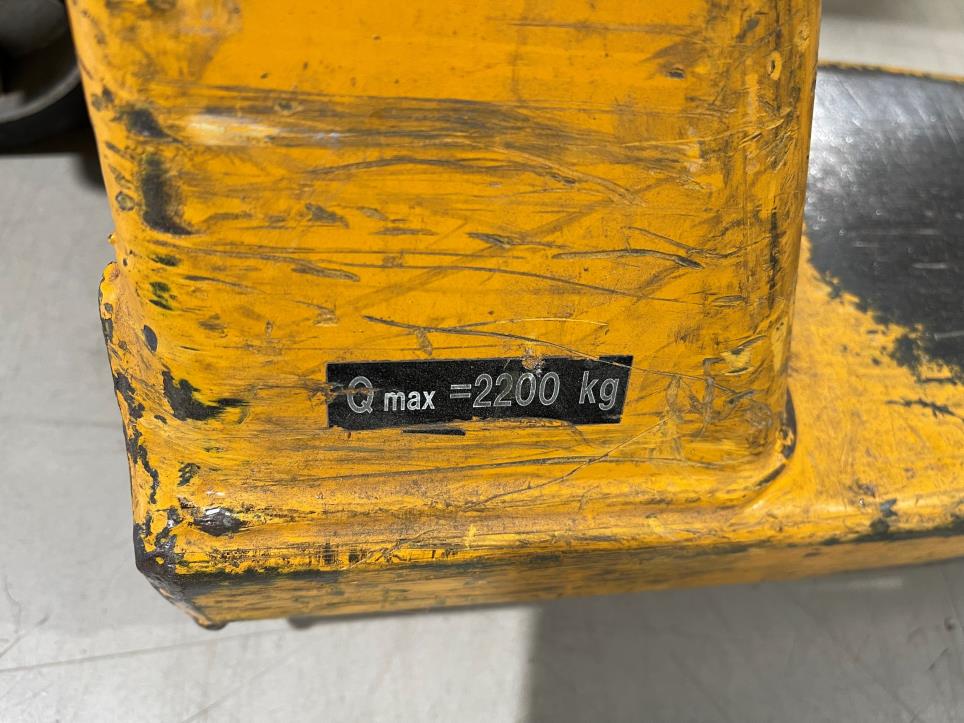 Q max =2200 kg